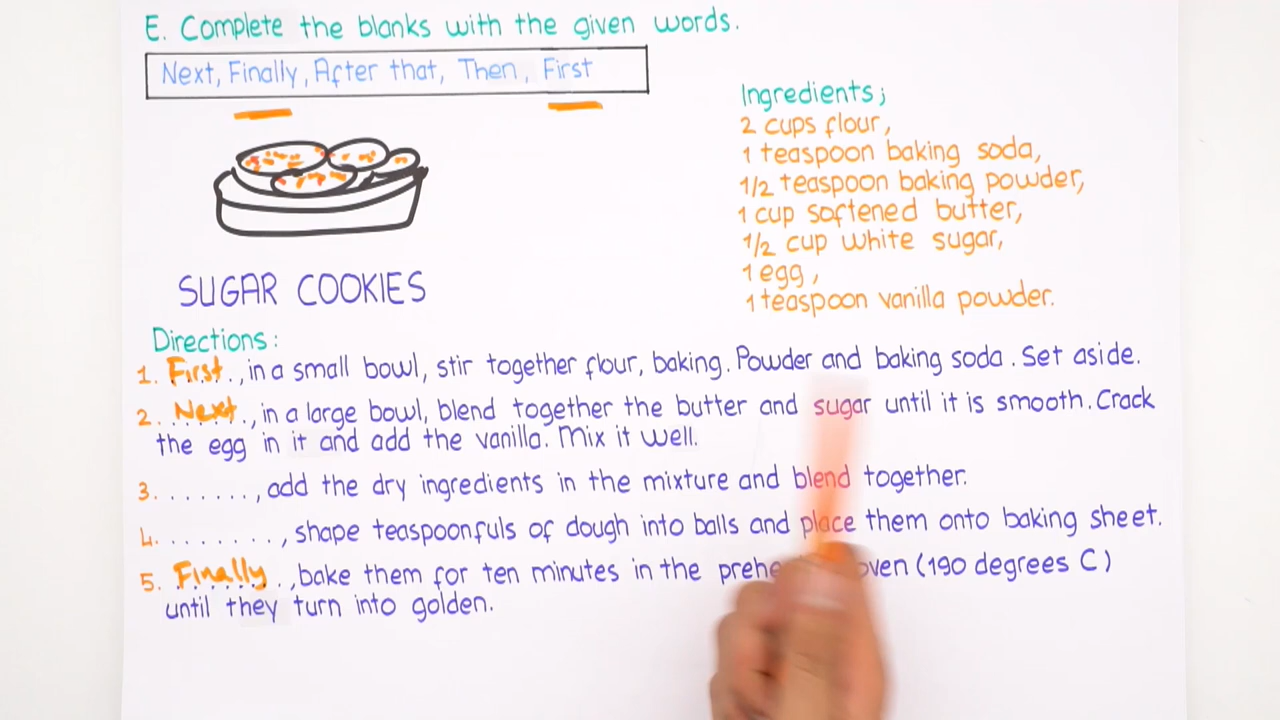 E. Complete the blanks with the given words.
Next, Finally, After that, Then, First
Ingredients;
2 cups flour,
1 teaspoon baking soda,
1/2 teaspoon baking powder,
1 cup softened butter,
1/2 cup white sugar,
1 egg,
1 teaspoon vanilla powder.
SUGAR COOKIES
Directions:
1. First.., in a small bowl, stir together flour, baking. Powder and baking soda. Set aside.
2. Next.., in a large bowl, blend together the butter and sugar until it is smooth. Crack
the egg in it and add the vanilla. Mix it well.
3. ......., add the dry ingredients in the mixture and blend together.
4. ........, shape teaspoonfuls of dough into balls and place them onto baking sheet.
5. Finally.., bake them for ten minutes in the oven (190 degrees C)
until they turn into golden.